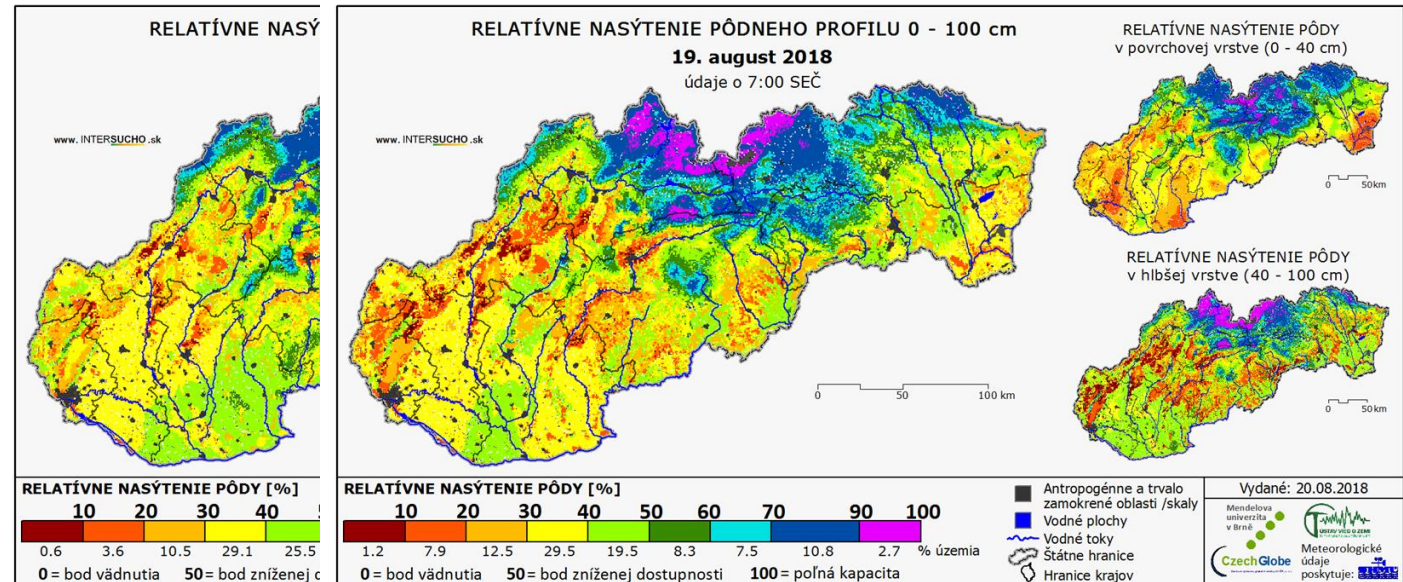 RELATÍVNE NASÝ
www. INTERSUCHO .sk
RELATÍVNE NASÝTENIE PÔDY [%]
10 20 30 40
0.6 3.6 10.5 29.1 25.5
0 = bod vädnutia 50 = bod zníženej d
RELATÍVNE NASÝTENIE PÔDNEHO PROFILU 0 - 100 cm
19. august 2018
údaje o 7:00 SEČ
www. INTERSUCHO .sk
0 50 100 km
RELATÍVNE NASÝTENIE PÔDY
v povrchovej vrstve (0 - 40 cm)
0 50km
RELATÍVNE NASÝTENIE PÔDY
v hlbšej vrstve (40 - 100 cm)
0 50km
RELATÍVNE NASÝTENIE PÔDY [%]
10 20 30 40 50 60 70 90 100
1.2 7.9 12.5 29.5 19.5 8.3 7.5 10.8 2.7 % územia
0 = bod vädnutia 50 = bod zníženej dostupnosti 100 = poľná kapacita
Antropogénne a trvalo
zamokrené oblasti /skaly
Vodné plochy
Vodné toky
Štátne hranice
Hranice krajov
Vydané: 20.08.2018
Mendelova
univerzita
v Brně
CzechGlobe
Meteorologické
údaje
poskytuje: